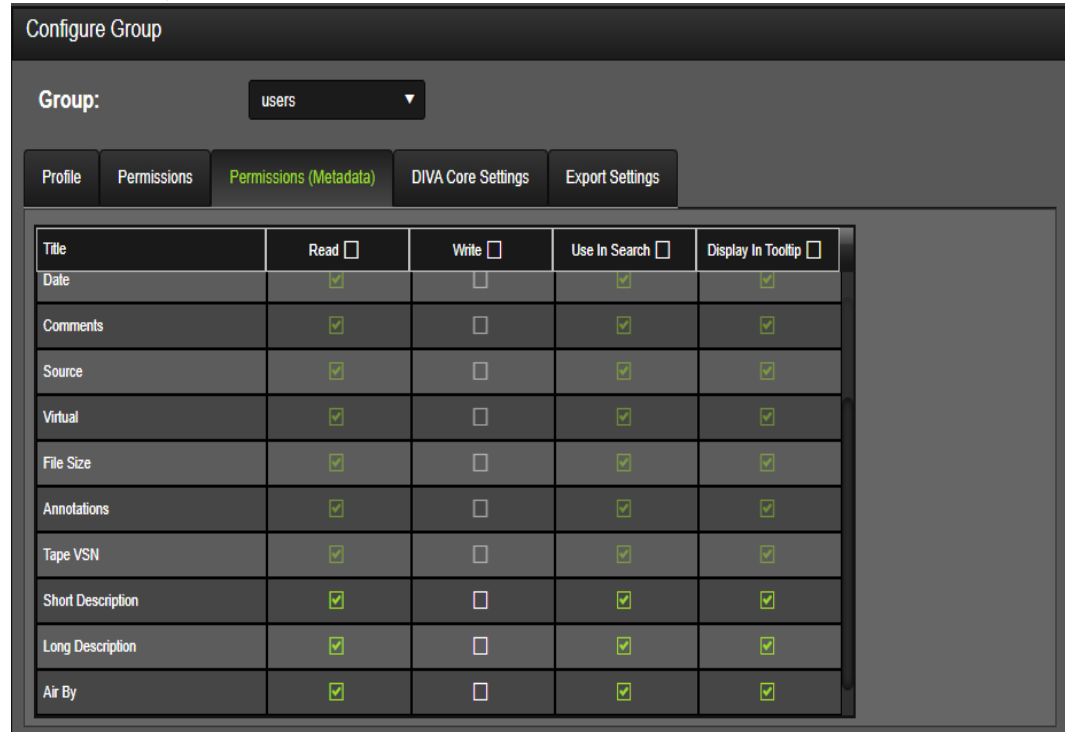 Configure Group
Group: users
Profile Permissions Permissions (Metadata) DIVA Core Settings Export Settings
Title Read Write Use In Search Display In Tooltip
Date
Comments
Source
Virtual
File Size
Annotations
Tape VSN
Short Description
Long Description
Air By